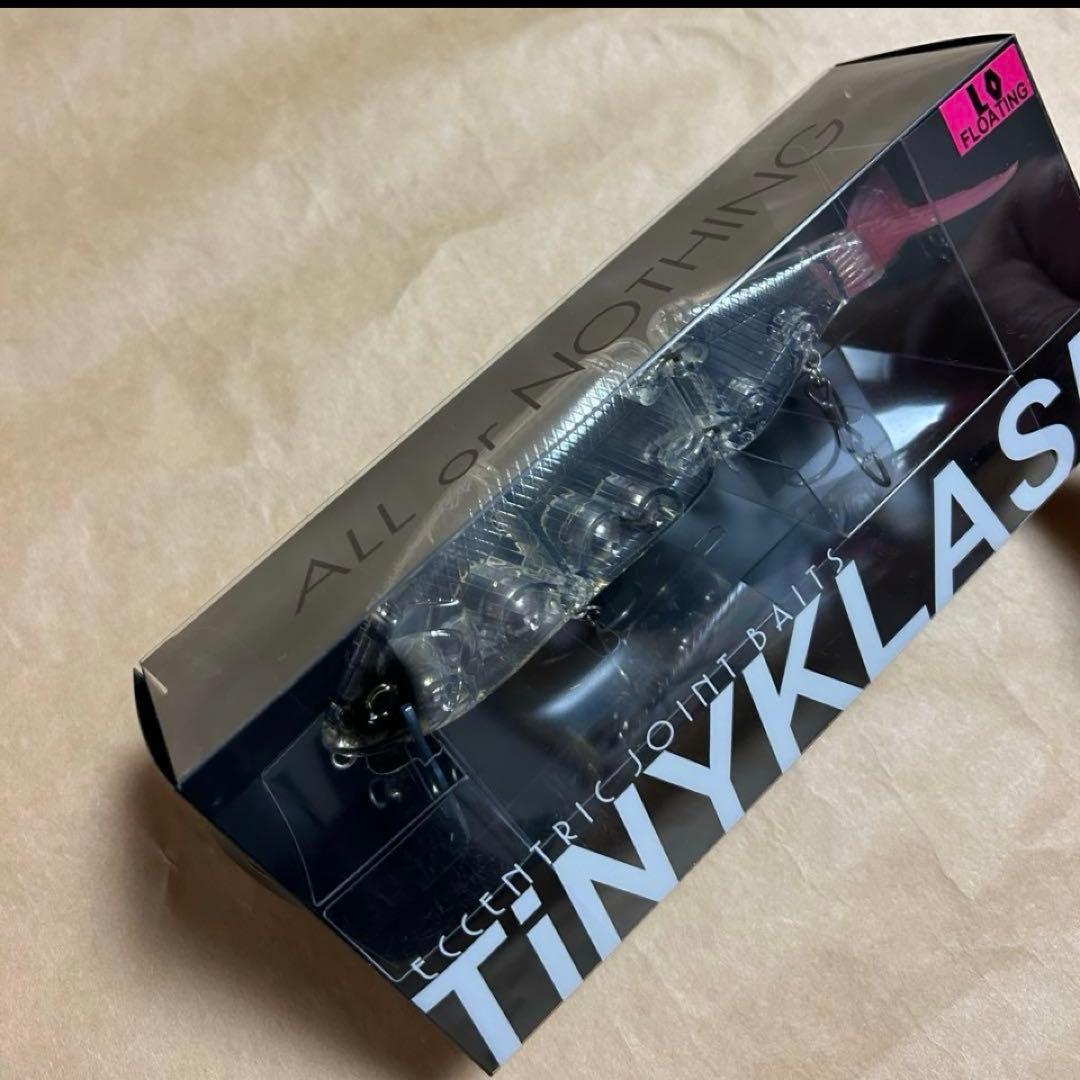 LO
FLOATING
ALL or NOTHING
ECCENTRIC JOINT BAITS
TiNYKLAS